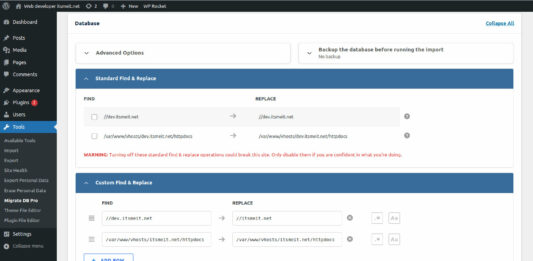 Web developer itsmeit.net 2 0 + New WP Rocket
Dashboard
Posts
Media
Pages
Comments
Appearance
Plugins 2
Users
Tools
Available Tools
Import
Export
Site Health
Export Personal Data
Erase Personal Data
Migrate DB Pro
Theme File Editor
Plugin File Editor
Settings
Collapse menu
Database Collapse All
Advanced Options
Backup the database before running the import
No backup
Standard Find & Replace
FIND REPLACE
//dev.itsmeit.net → //dev.itsmeit.net ?
/var/www/vhosts/dev.itsmeit.net/httpdocs → /var/www/vhosts/dev.itsmeit.net/httpdocs ?
WARNING: Turning off these standard find & replace operations could break this site. Only disable them if you are confident in what you're doing.
Custom Find & Replace
FIND REPLACE
//dev.itsmeit.net → //itsmeit.net .* Aa
/var/www/vhosts/itsmeit.net/httpdocs → /var/www/vhosts/itsmeit.net/httpdocs .* Aa
+ ADD ROW